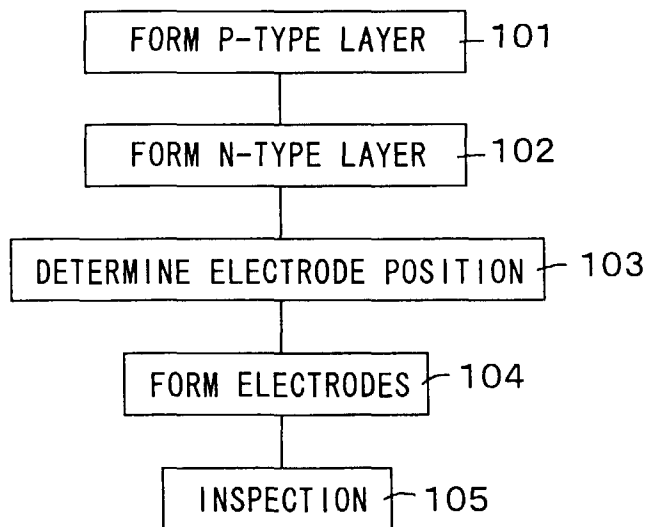 FORM P-TYPE LAYER 101
FORM N-TYPE LAYER 102
DETERMINE ELECTRODE POSITION 103
FORM ELECTRODES 104
INSPECTION 105